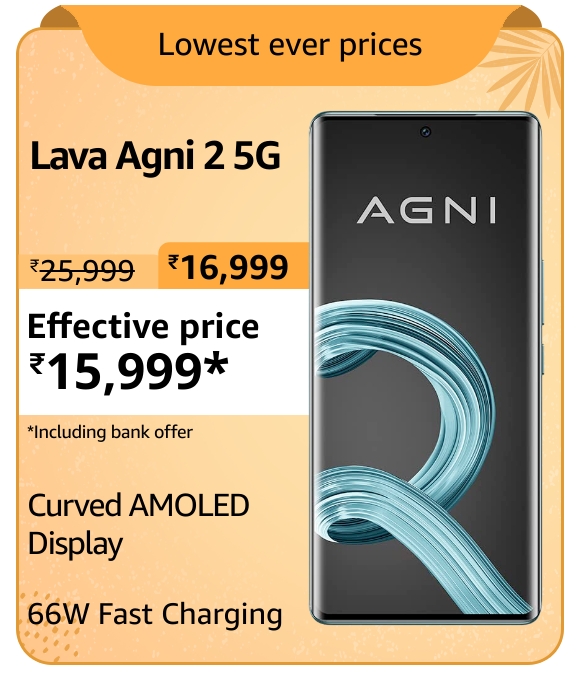 Lowest ever prices
Lava Agni 2 5G
₹25,999 ₹16,999
Effective price
₹15,999*
*Including bank offer
Curved AMOLED
Display
66W Fast Charging
AGNI